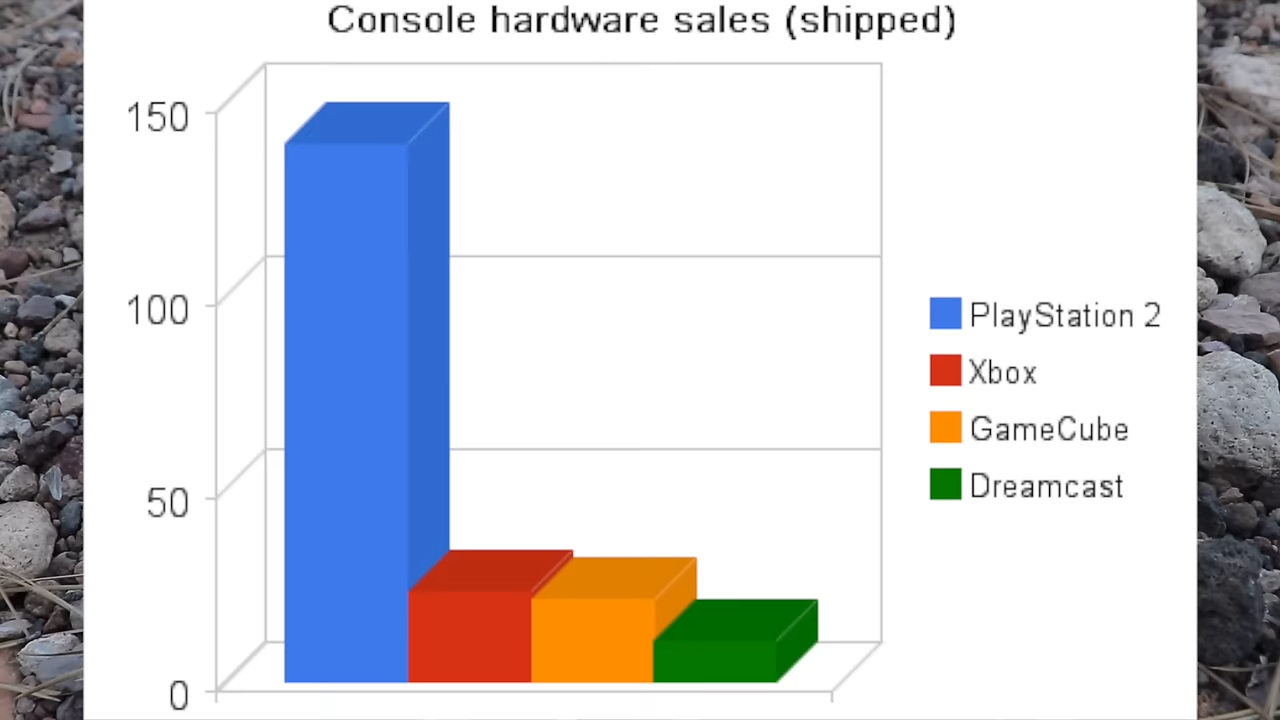 Console hardware sales (shipped)
150
100
50
0
PlayStation 2
Xbox
GameCube
Dreamcast